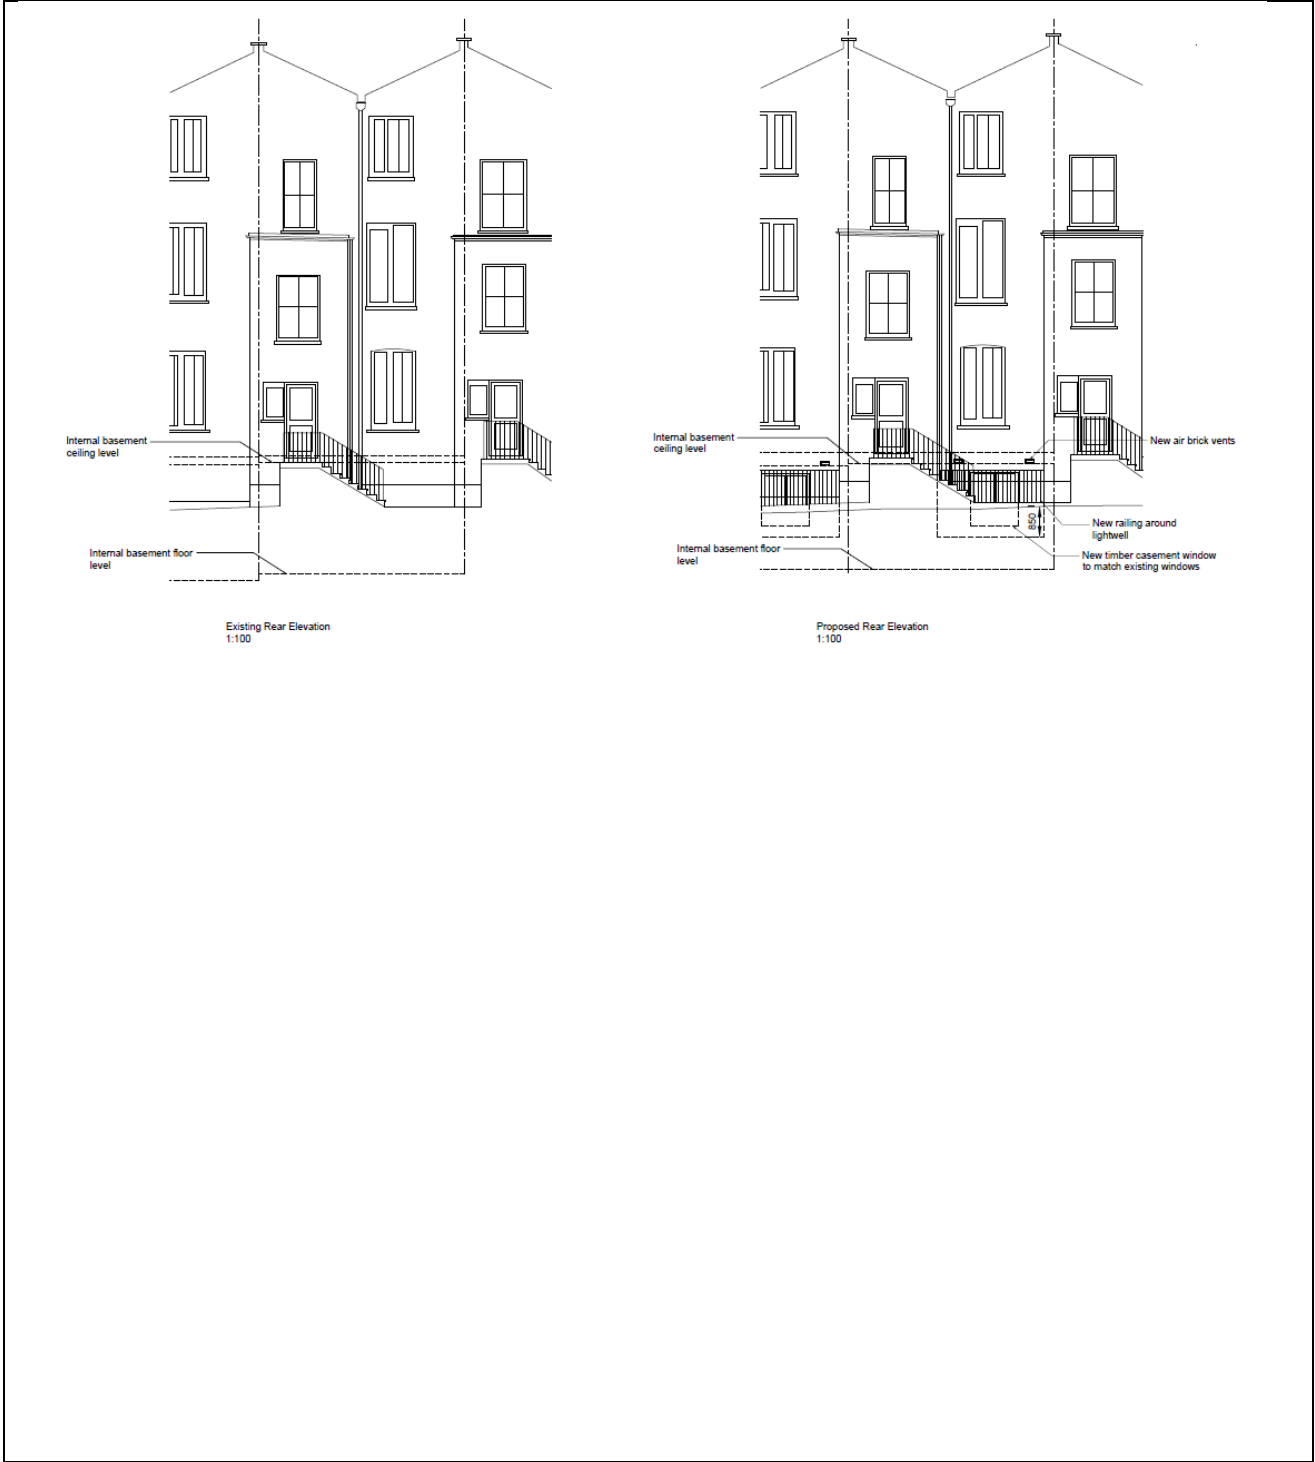 Internal basement
ceiling level
Internal basement floor
level
Existing Rear Elevation
1:100
Internal basement
ceiling level
New air brick vents
850
New railing around
lightwell
Internal basement floor
level
New timber casement window
to match existing windows
Proposed Rear Elevation
1:100